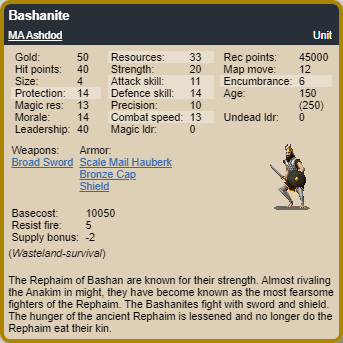 Bashanite
MA Ashdod Unit
Gold: 50 Resources: 33 Rec points: 45000
Hit points: 40 Strength: 20 Map move: 12
Size: 4 Attack skill: 11 Encumbrance: 6
Protection: 14 Defence skill: 14 Age: 150
Magic res: 13 Precision: 10 (250)
Morale: 14 Combat speed: 13 Undead ldr: 0
Leadership: 40 Magic ldr: 0
Weapons: Armor:
Broad Sword Scale Mail Hauberk
Bronze Cap
Shield
Basecost: 10050
Resist fire: 5
Supply bonus: -2
(Wasteland-survival)
The Rephaim of Bashan are known for their strength. Almost rivaling
the Anakim in might, they have become known as the most fearsome
fighters of the Rephaim. The Bashanites fight with sword and shield.
The hunger of the ancient Rephaim is lessened and no longer do the
Rephaim eat their kin.